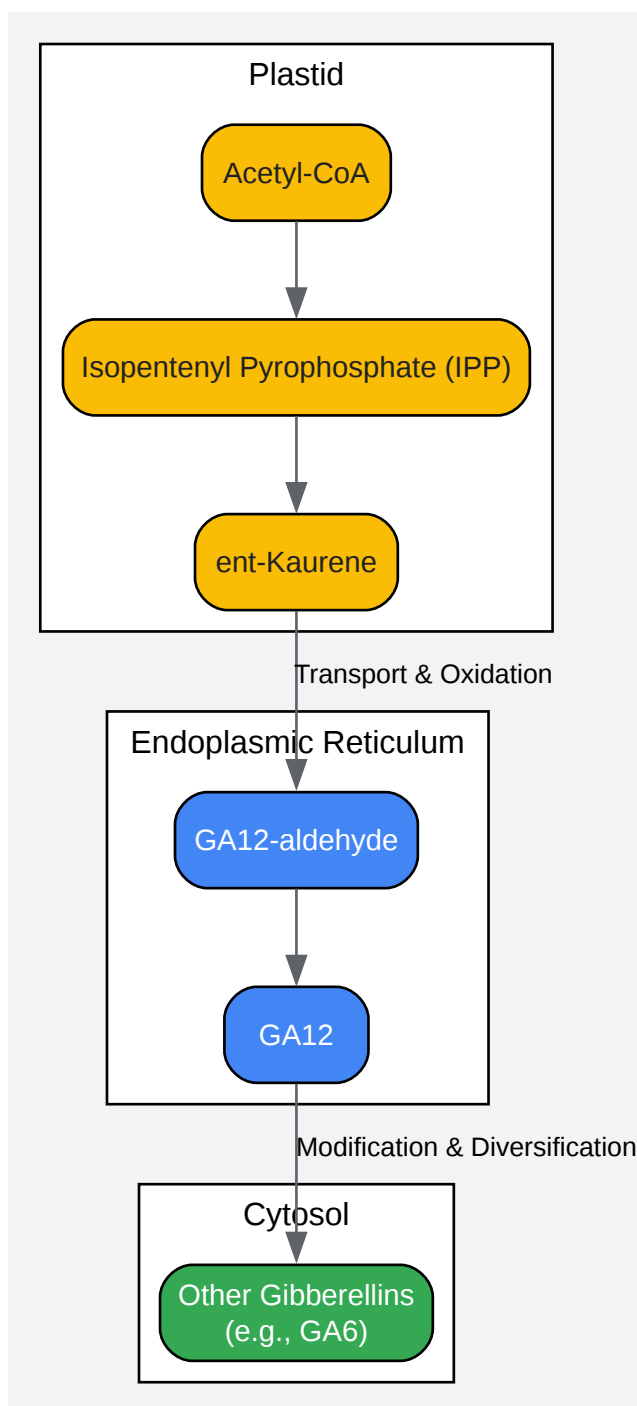 Plastid
Acetyl-CoA
Isopentenyl Pyrophosphate (IPP)
ent-Kaurene
Transport & Oxidation
Endoplasmic Reticulum
GA12-aldehyde
GA12
Modification & Diversification
Cytosol
Other Gibberellins
(e.g., GA6)